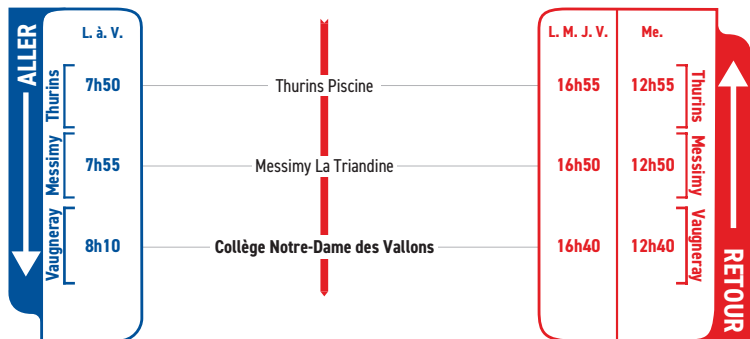 ALLER
L. à. V.
L. M. J. V. Me.
RETOUR
Thurins 7h50 Thurins Piscine 16h55 12h55 Thurins
Messimy 7h55 Messimy La Triandine 16h50 12h50 Messimy
Vaugneray 8h10 Collège Notre-Dame des Vallons 16h40 12h40 Vaugneray